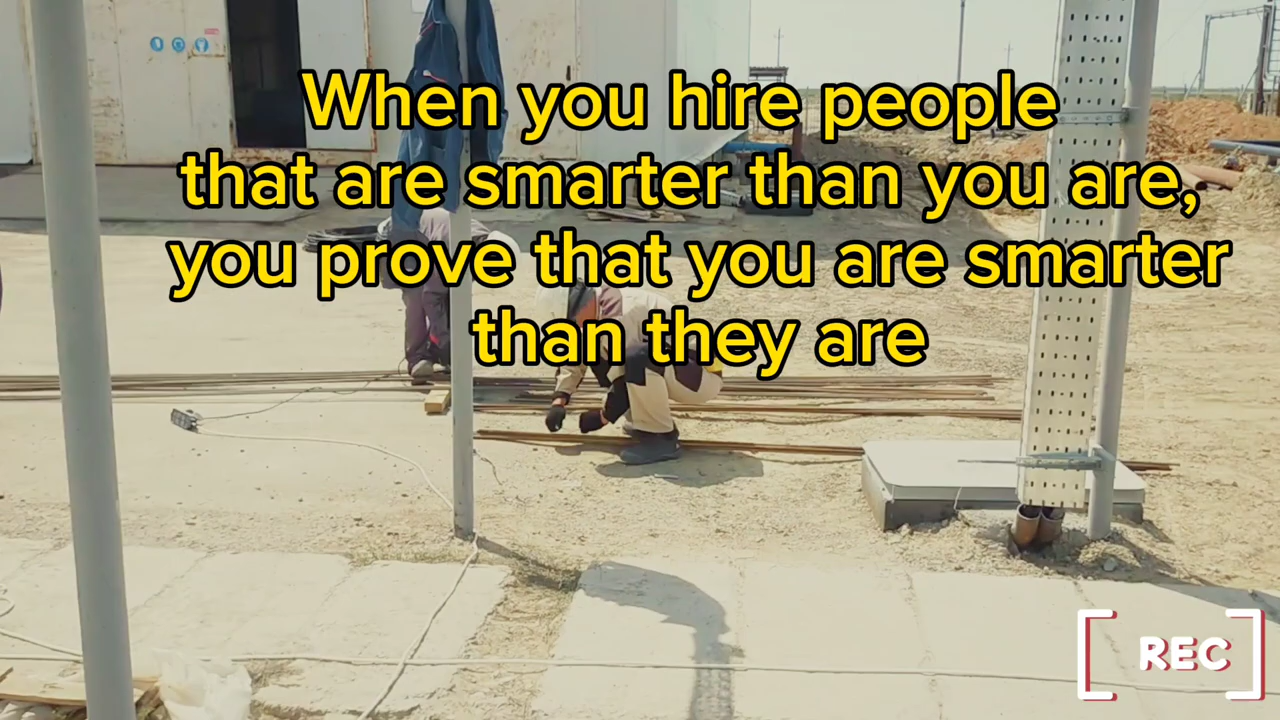 When you hire people
that are smarter than you are,
you prove that you are smarter
than they are
REC